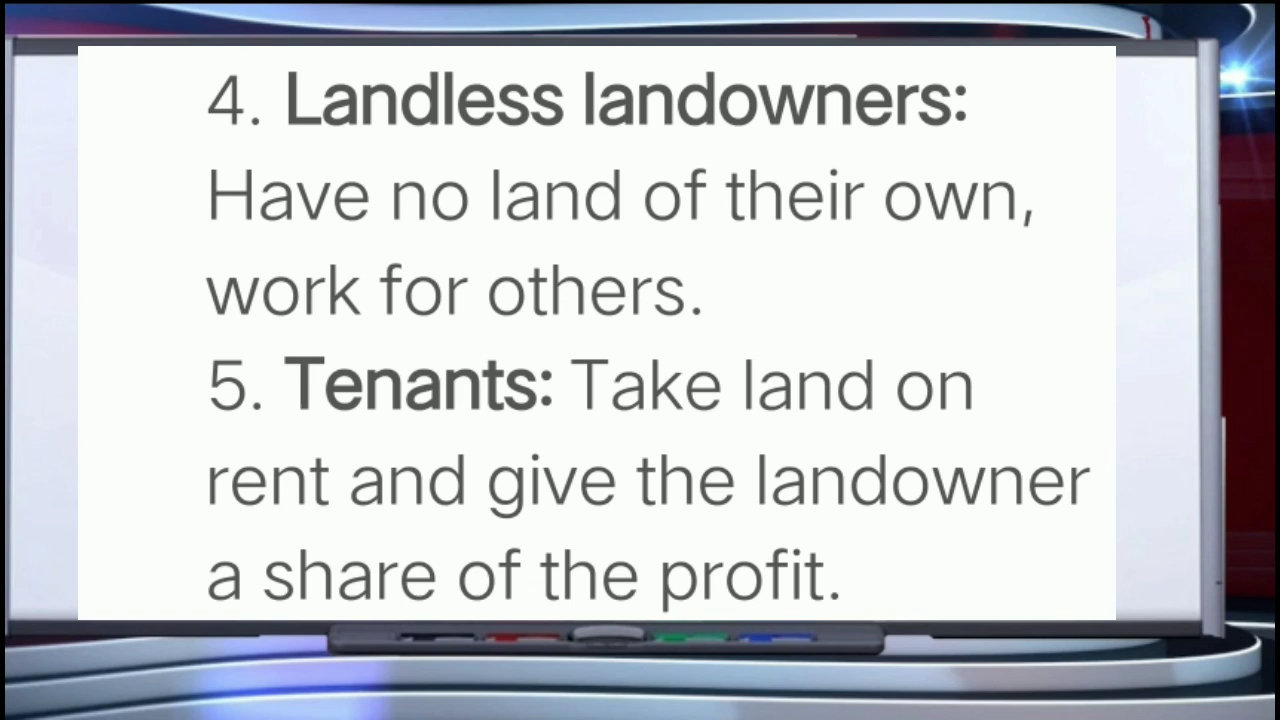 4. Landless landowners:
Have no land of their own,
work for others.
5. Tenants: Take land on
rent and give the landowner
a share of the profit.